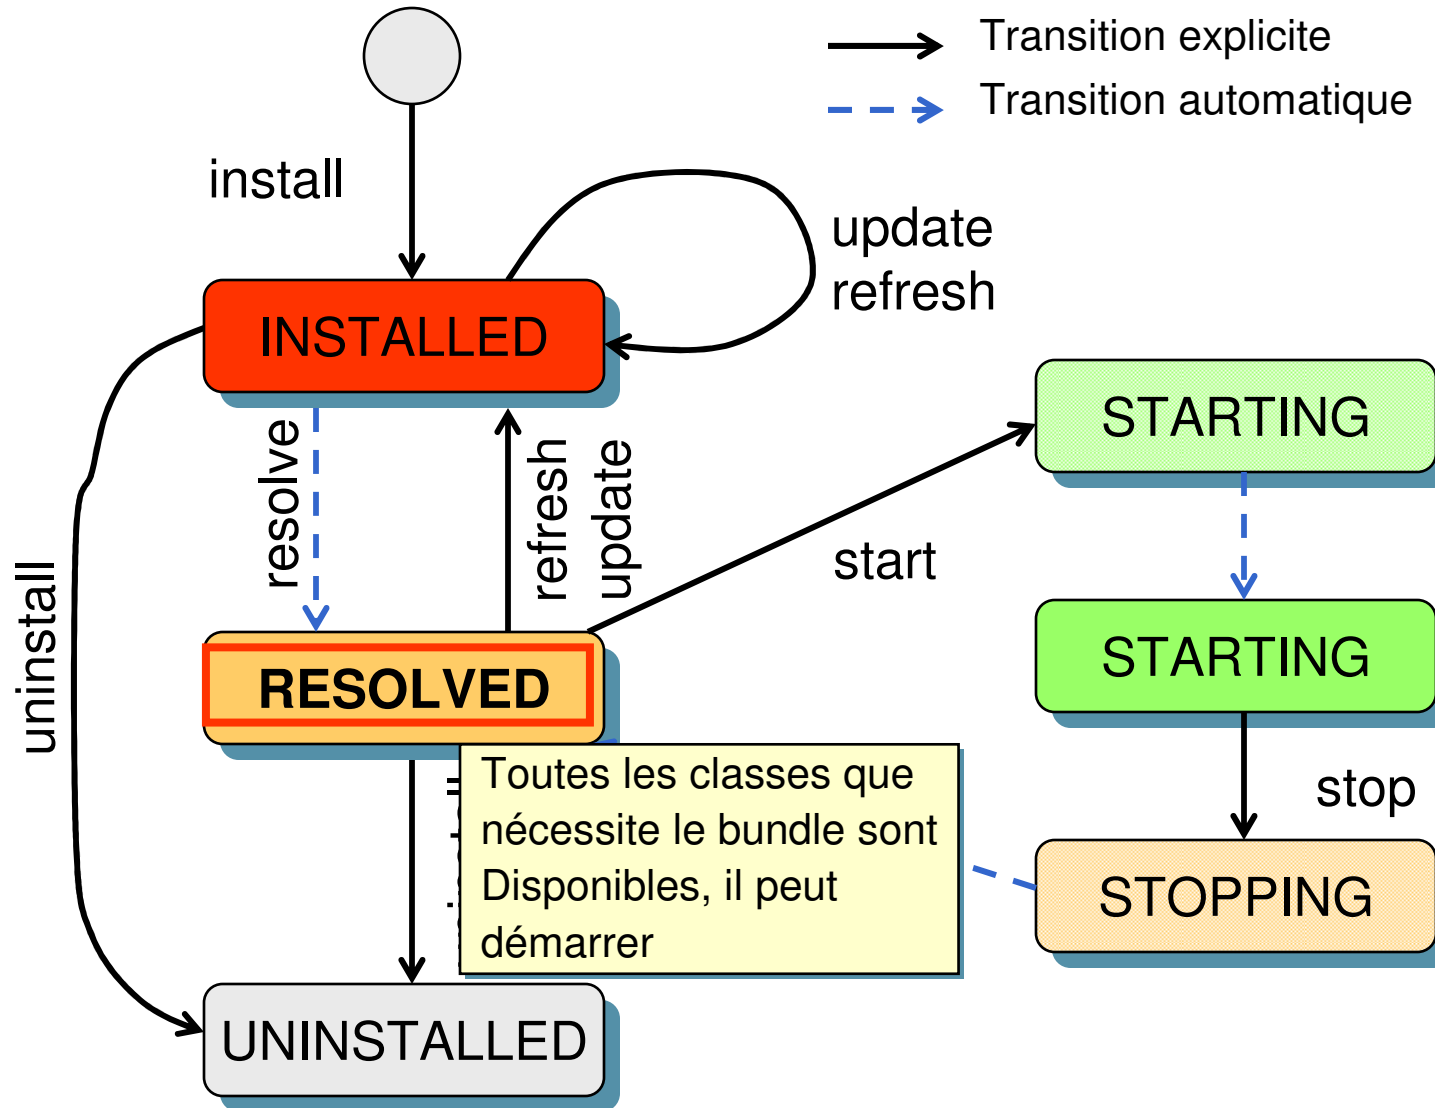 Transition explicite
Transition automatique
install
update
refresh
INSTALLED
STARTING
resolve
refresh
update
start
uninstall
STARTING
RESOLVED
Toutes les classes que
nécessite le bundle sont
Disponibles, il peut
démarrer
stop
STOPPING
UNINSTALLED